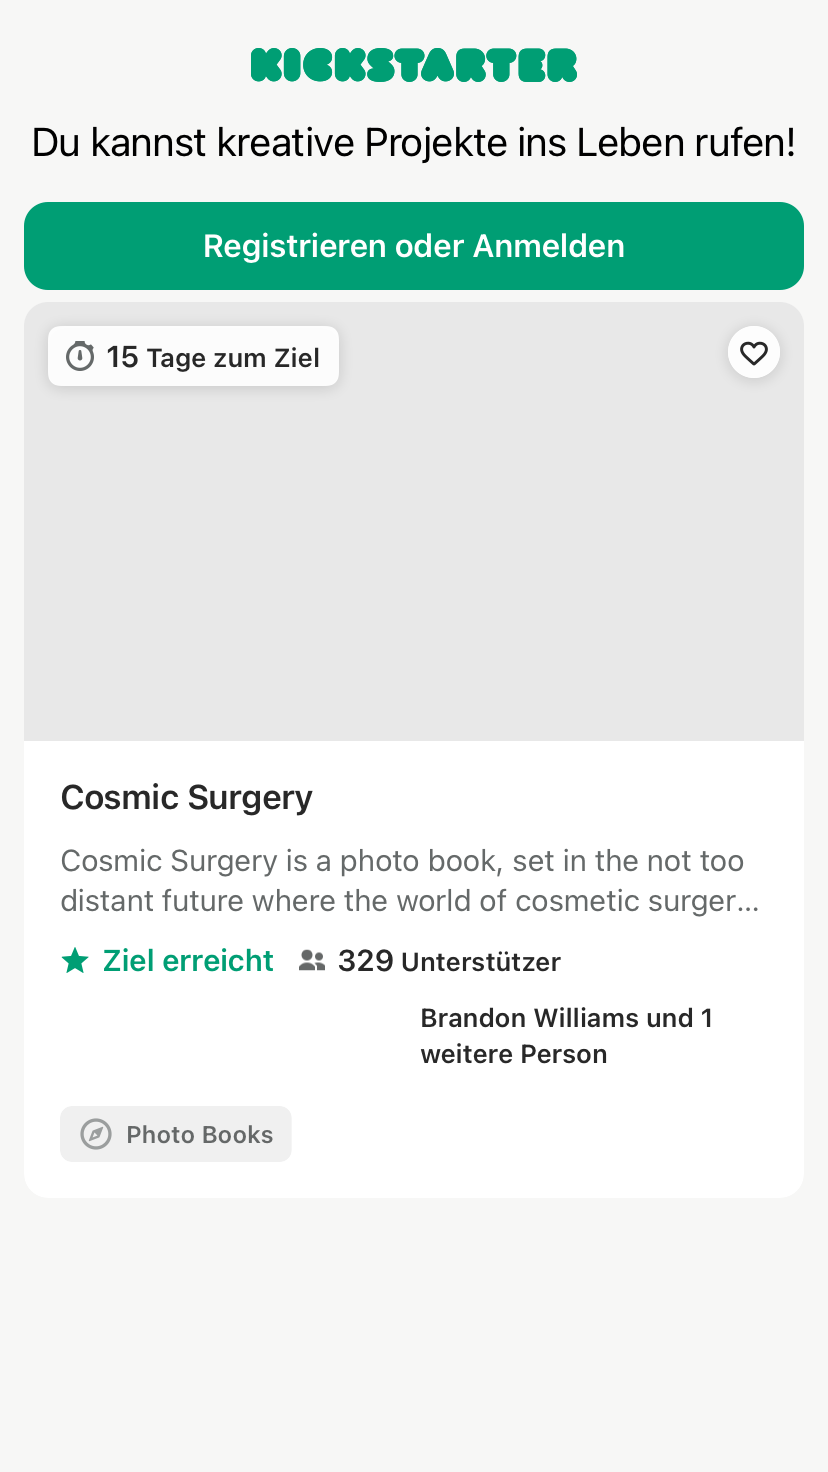 KICKSTARTER
Du kannst kreative Projekte ins Leben rufen!
Registrieren oder Anmelden
15 Tage zum Ziel
Cosmic Surgery
Cosmic Surgery is a photo book, set in the not too
distant future where the world of cosmetic surger...
Ziel erreicht 329 Unterstützer
Brandon Williams und 1
weitere Person
Photo Books